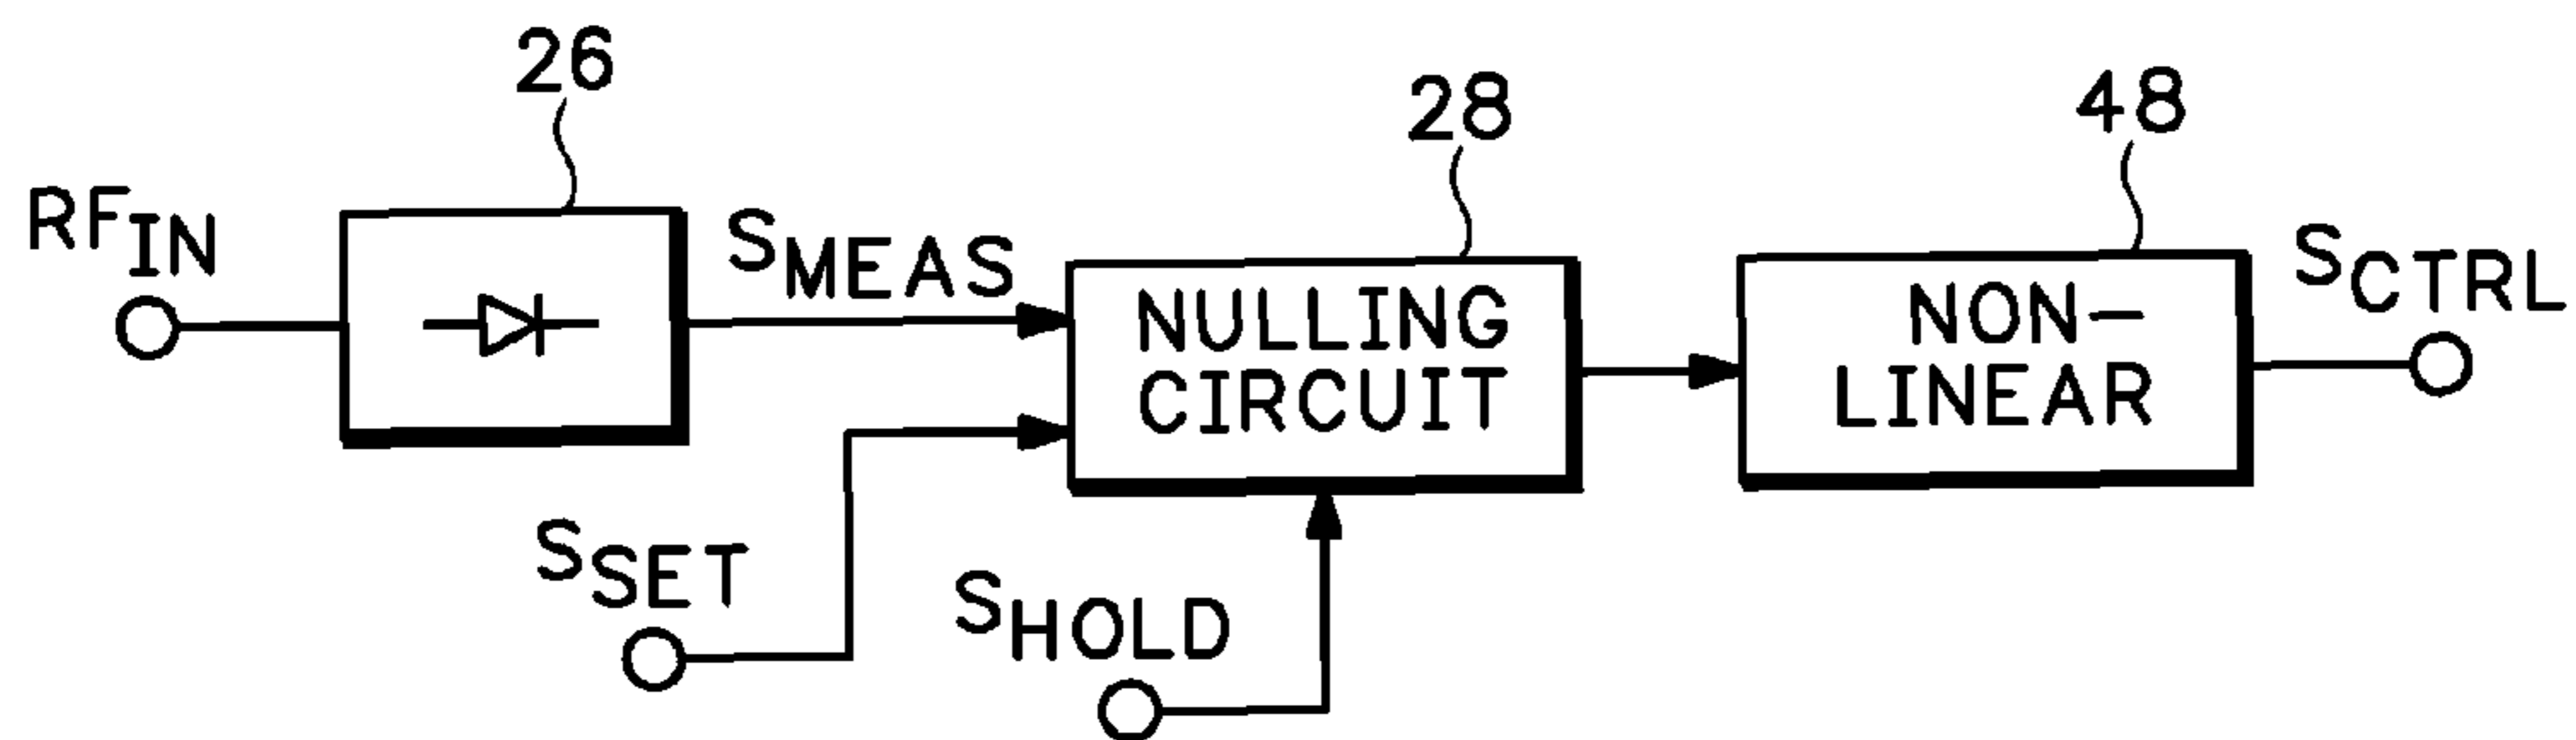 26
28
48
RFIN
SMEAS
SCTRL
NULLING
CIRCUIT
NON-
LINEAR
SSET
SHOLD